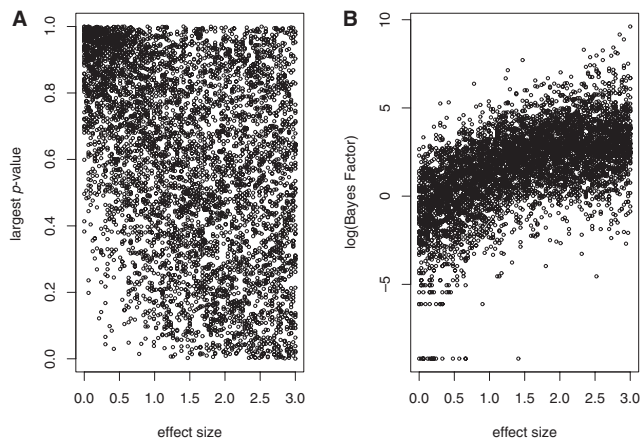 A
1.0
0.8
0.6
0.4
0.2
0.0
largest p-value
0.0 0.5 1.0 1.5 2.0 2.5 3.0
effect size
B
10
5
0
−5
log(Bayes Factor)
0.0 0.5 1.0 1.5 2.0 2.5 3.0
effect size